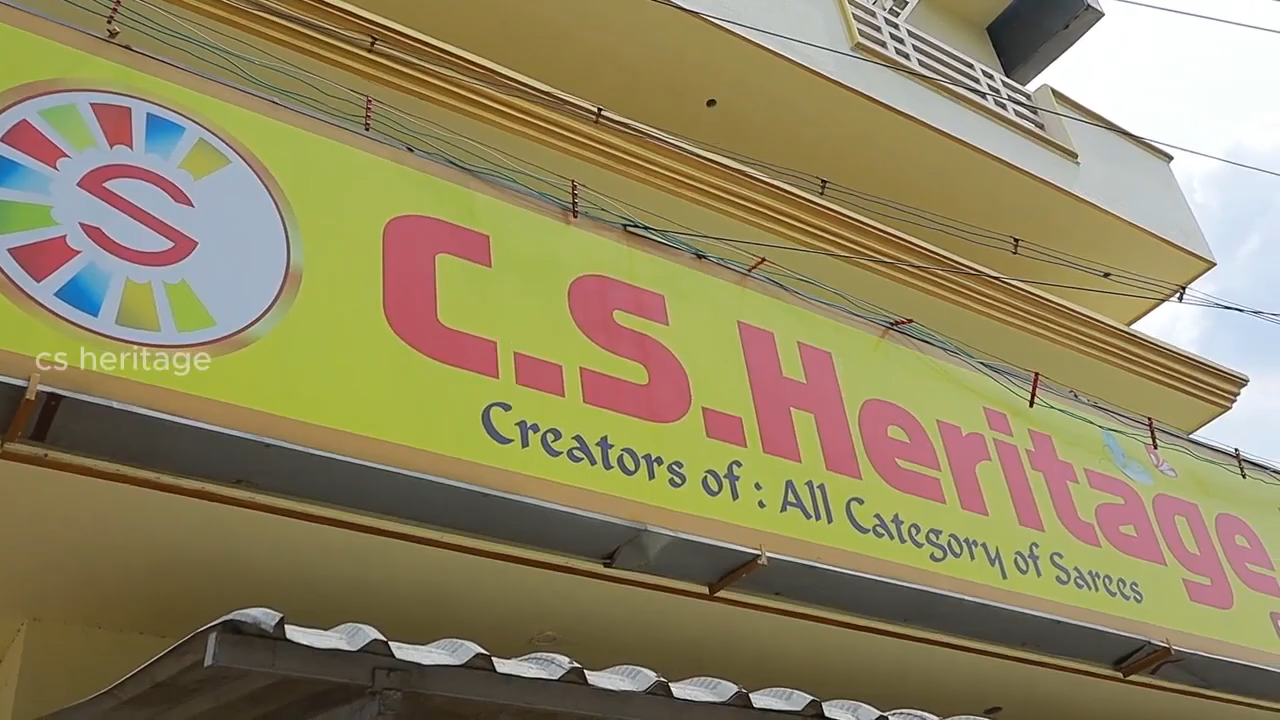 S
C.S.Heritage
Creators of : All Category of Sarees
cs heritage